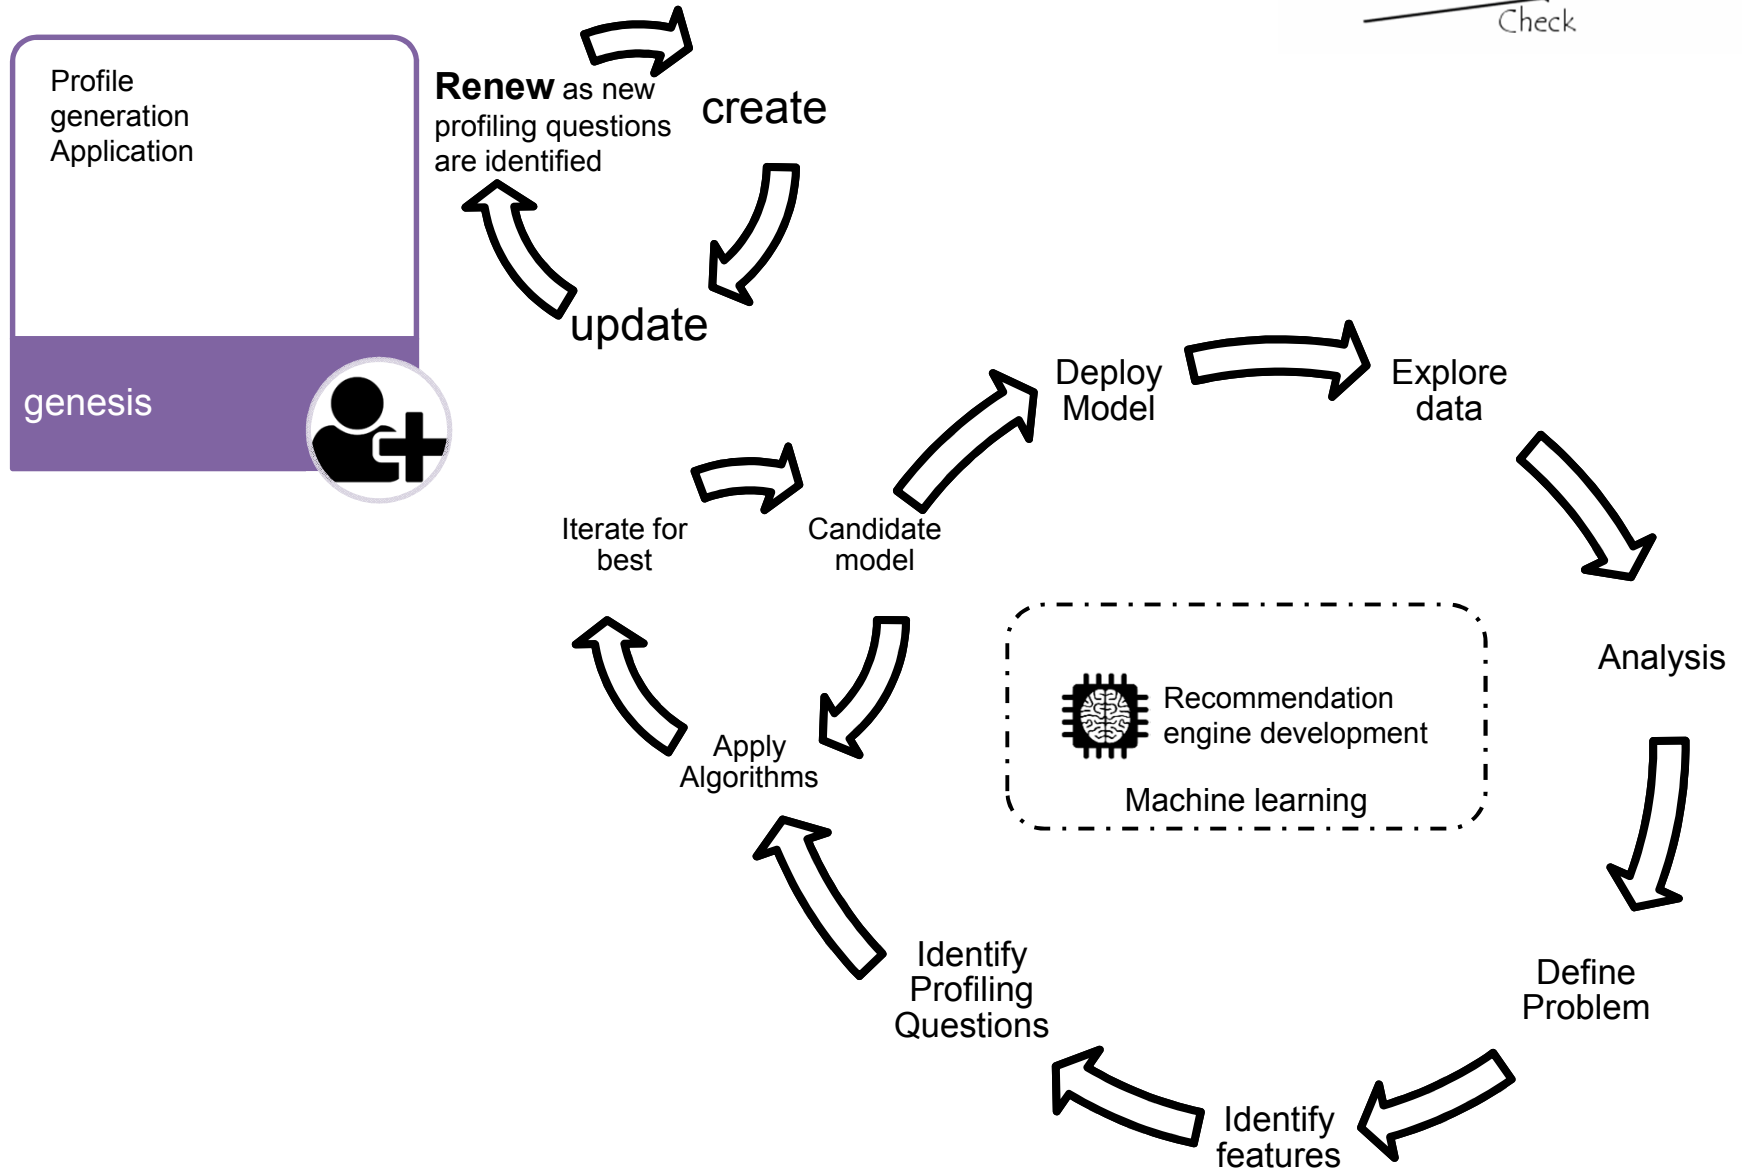 Check
Profile
generation
Application
genesis
Renew as new
profiling questions
are identified
create
update
Deploy
Model
Explore
data
Iterate for
best
Candidate
model
Analysis
Recommendation
engine development
Machine learning
Apply
Algorithms
Identify
Profiling
Questions
Define
Problem
Identify
features